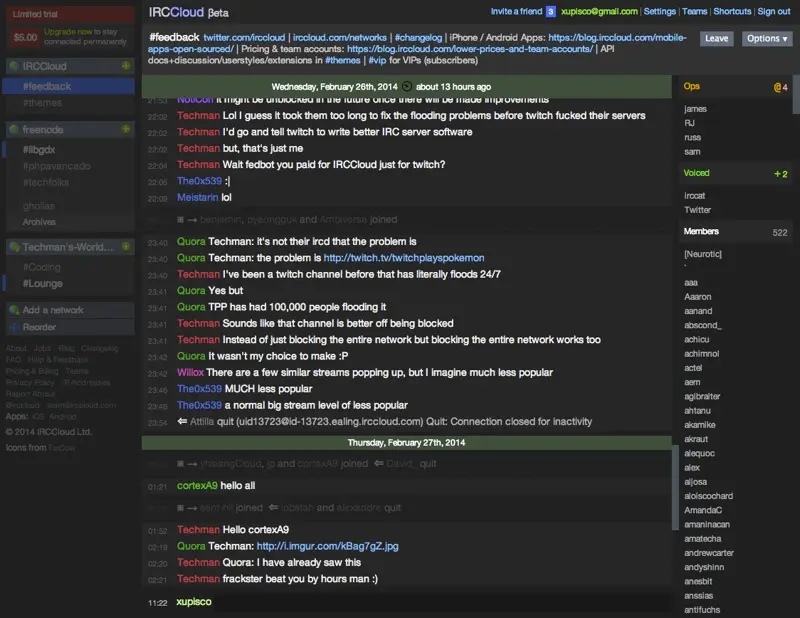 Limited trial
$5.00 Upgrade now to stay
connected permanently
IRCCloud
#feedback
#themes
freenode
#libgdx
#phpavancado
#techfolks
gholias
Archives
Techman's-World...
#Coding
#Lounge
Add a network
Reorder
About Jobs Blog Changelog
FAQ Help & Feedback
Pricing & Billing Teams
Privacy Policy IP Addresses
Report Abuse
@irccloud team@irccloud.com
Apps: iOS Android
© 2014 IRCCloud Ltd.
Icons from FatCow
IRCCloud βeta
Invite a friend 3 xupisco@gmail.com | Settings | Teams | Shortcuts | Sign out
#feedback twitter.com/irccloud | irccloud.com/networks | #changelog | iPhone / Android Apps: https://blog.irccloud.com/mobile-
apps-open-sourced/ | Pricing & team accounts: https://blog.irccloud.com/lower-prices-and-team-accounts/ | API
docs+discussion/userstyles/extensions in #themes | #vip for VIPs (subscribers)
Leave
Options ▾
Wednesday, February 26th, 2014 about 13 hours ago
21:53 NotiCon it might be unblocked in the future once there will be made improvements
22:02 Techman Lol I guess it took them too long to fix the flooding problems before twitch fucked their servers
22:02 Techman I'd go and tell twitch to write better IRC server software
22:02 Techman but, that's just me
22:04 Techman Wait fedbot you paid for IRCCloud just for twitch?
22:05 The0x539 :|
22:09 Meistarin lol
→ benjamin, pyeongguk and Ambiverse joined
23:40 Quora Techman: it's not their ircd that the problem is
23:40 Quora Techman: the problem is http://twitch.tv/twitchplayspokemon
23:40 Techman I've been a twitch channel before that has literally floods 24/7
23:41 Quora Yes but
23:41 Quora TPP has had 100,000 people flooding it
23:41 Techman Sounds like that channel is better off being blocked
23:41 Techman Instead of just blocking the entire network but blocking the entire network works too
23:42 Quora It wasn't my choice to make :P
23:42 Willox There are a few similar streams popping up, but I imagine much less popular
23:46 The0x539 MUCH less popular
23:46 The0x539 a normal big stream level of less popular
23:54 ⇐ Attilla quit (uid13723@id-13723.ealing.irccloud.com) Quit: Connection closed for inactivity
Thursday, February 27th, 2014
→ yhwangCloud, jp and cortexA9 joined ⇐ David_ quit
01:21 cortexA9 hello all
joined ⇐ lobatah and alexandre quit
01:52 Techman Hello cortexA9
02:19 Quora Techman: http://i.imgur.com/kBag7gZ.jpg
02:20 Techman Quora: I have already saw this
02:21 Techman frackster beat you by hours man :)
11:22 xupisco
Ops @4
james
RJ
russ
sam
Voiced +2
irccat
Twitter
Members 522
[Neurotic]
`
aaa
Aaron
aanand
abscond_
achicu
achimnol
actel
aem
agibralter
ahtanu
akamike
akraut
alequoc
alex
aljosa
aloiscochard
AmandaC
amaninacan
amatecha
andrewcarter
andyshinn
anesbit
anssias
antifuchs